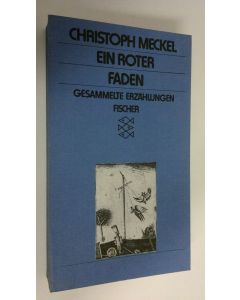 CHRISTOPH MECKEL
EIN ROTER
FADEN
GESAMMELTE ERZÄHLUNGEN
FISCHER